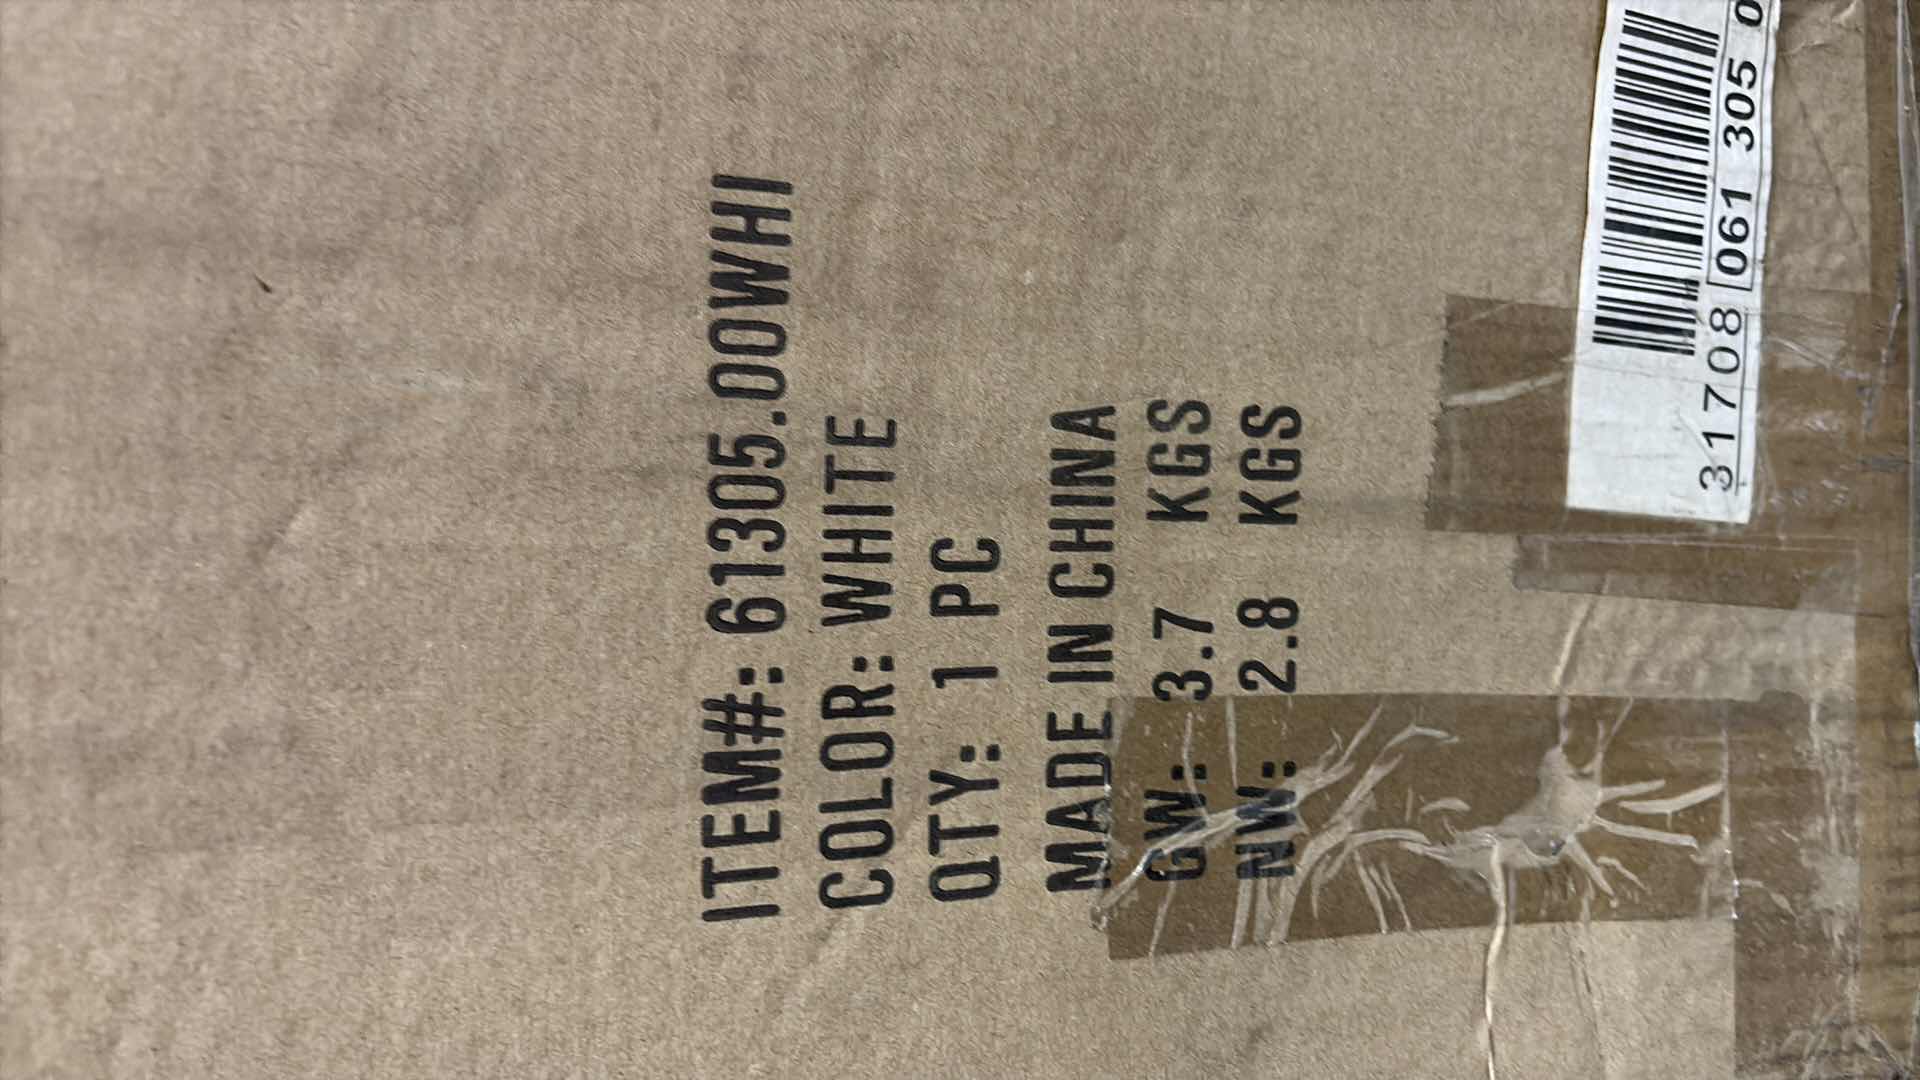 ITEM#: 61305.00WHI
COLOR: WHITE
QTY: 1 PC
MADE IN CHINA
GW: 3.7 KGS
NW: 2.8 KGS
31708 061 305 0